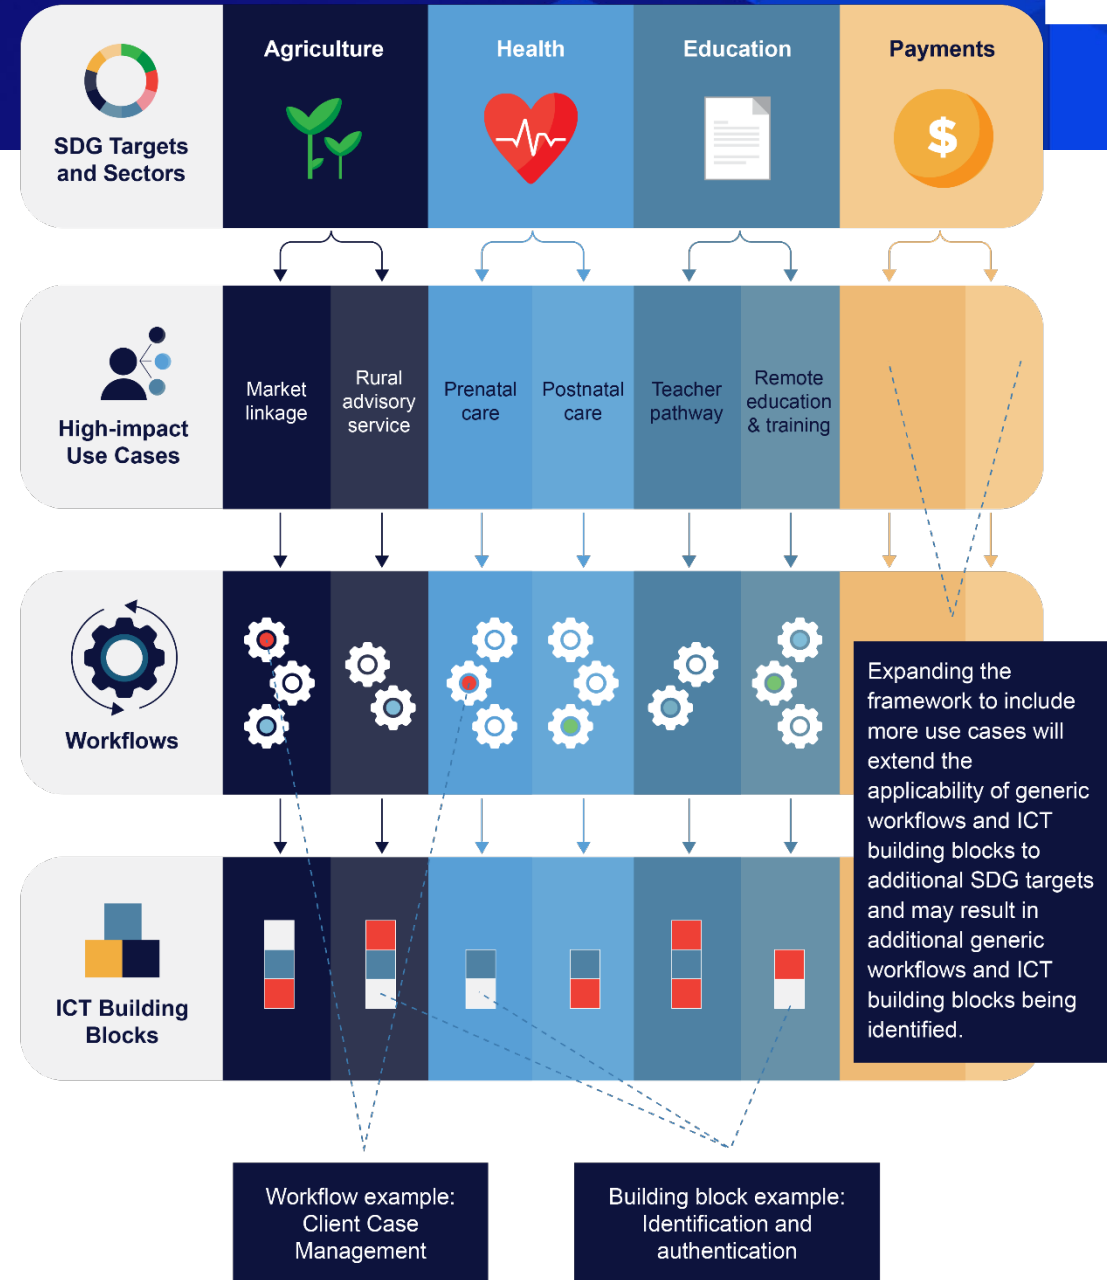 SDG Targets
and Sectors
Agriculture
Health
Education
Payments
$
High-impact
Use Cases
Market
linkage
Rural
advisory
service
Prenatal
care
Postnatal
care
Teacher
pathway
Remote
education
& training
Workflows
Expanding the
framework to include
more use cases will
extend the
applicability of generic
workflows and ICT
building blocks to
additional SDG targets
and may result in
additional generic
workflows and ICT
building blocks being
identified.
ICT Building
Blocks
Workflow example:
Client Case
Management
Building block example:
Identification and
authentication